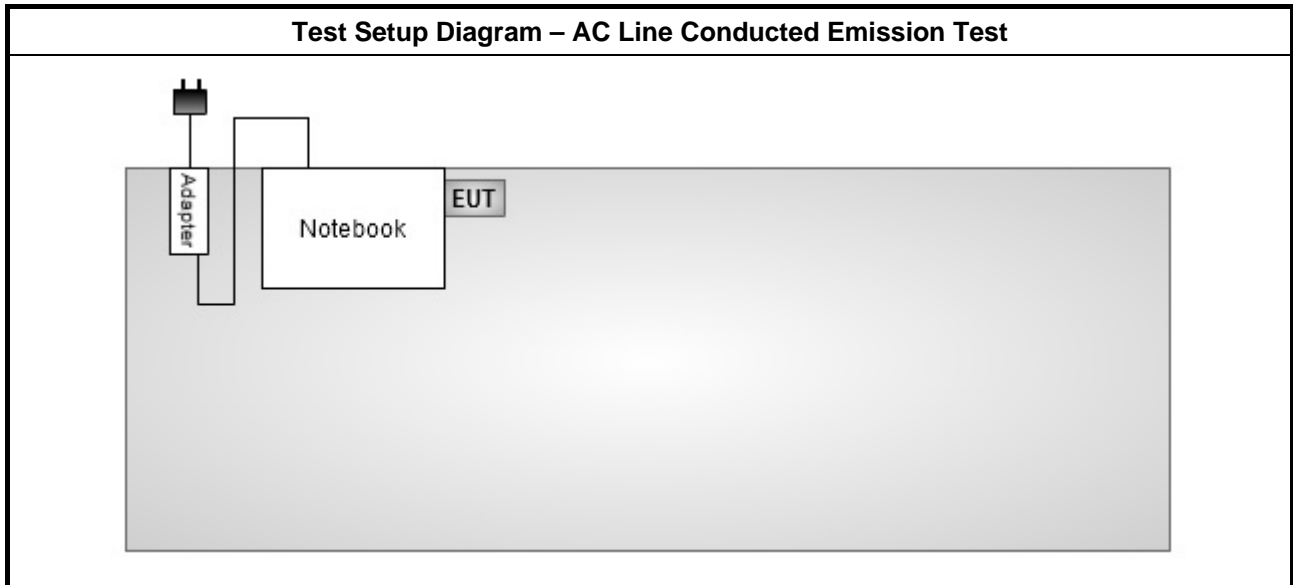 Test Setup Diagram – AC Line Conducted Emission Test
Adapter
Notebook
EUT